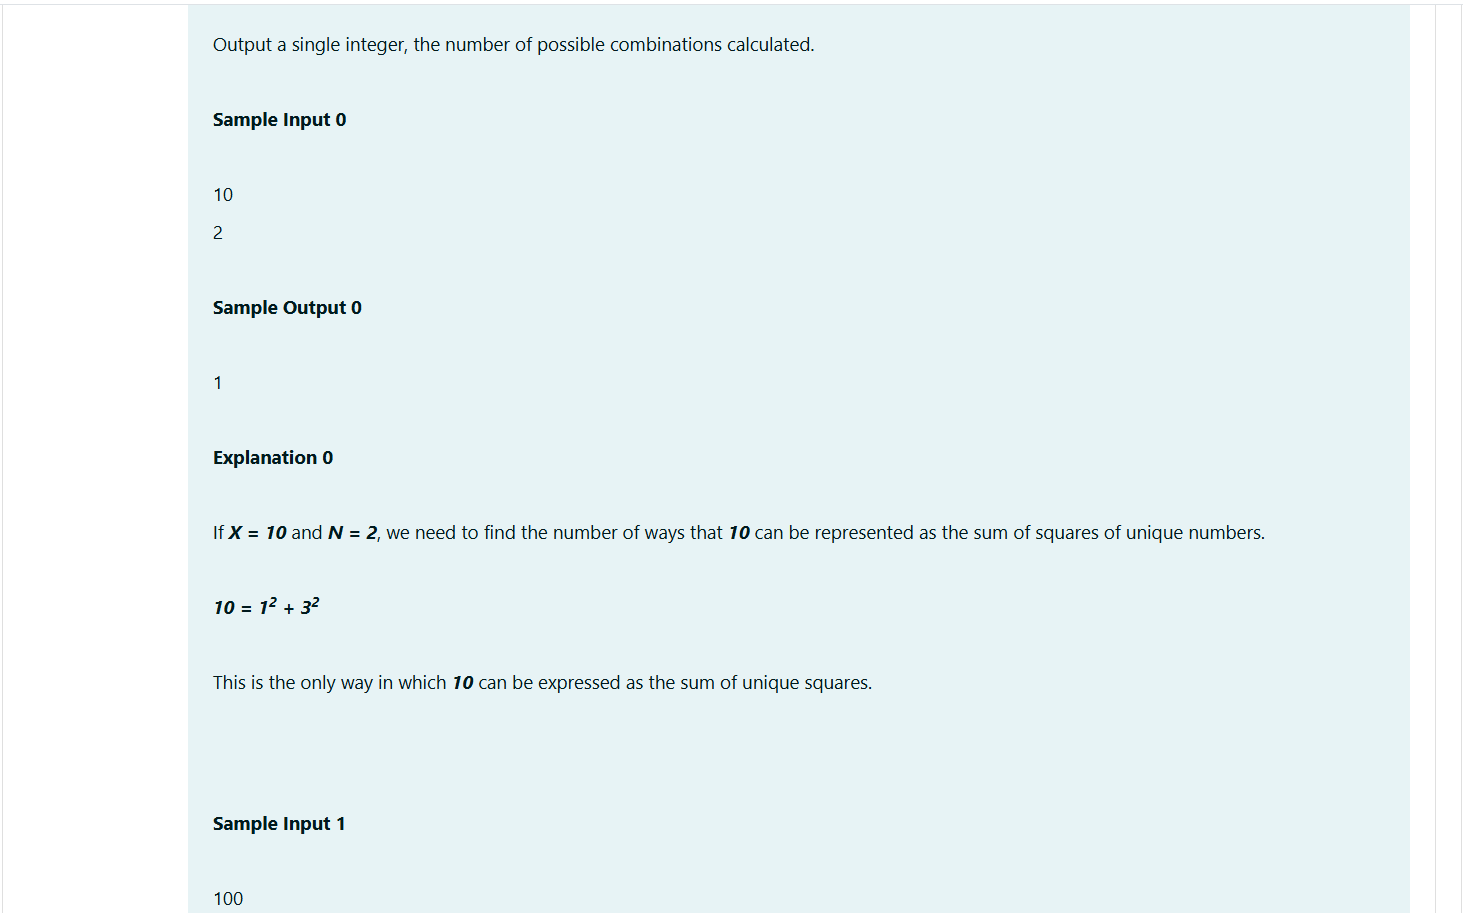 Output a single integer, the number of possible combinations calculated.
Sample Input 0
10
2
Sample Output 0
1
Explanation 0
If X = 10 and N = 2, we need to find the number of ways that 10 can be represented as the sum of squares of unique numbers.
10 = 1² + 3²
This is the only way in which 10 can be expressed as the sum of unique squares.
Sample Input 1
100